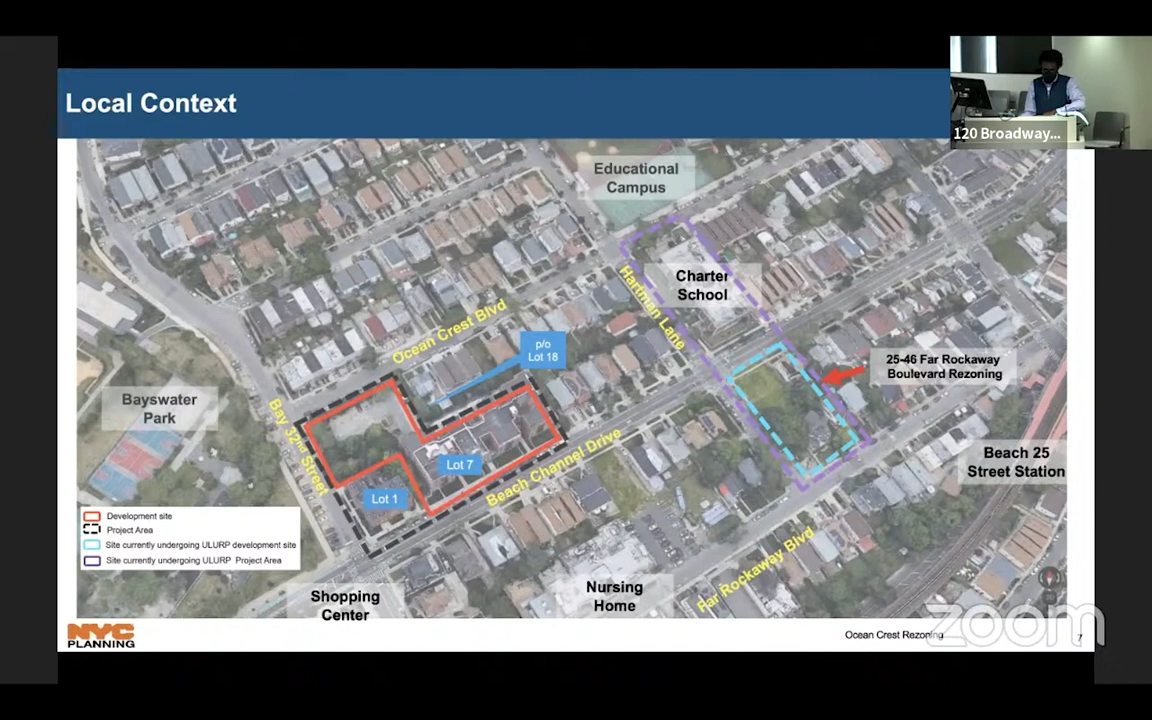 Local Context
120 Broadway...
Educational
Campus
Charter
School
Hartman Lane
Ocean Crest Blvd
p/o
Lot 18
25-46 Far Rockaway
Boulevard Rezoning
Bayswater
Park
Bay 32nd Street
Lot 7
Lot 1
Beach Channel Drive
Beach 25
Street Station
Development site
Project Area
Site currently undergoing ULURP development site
Site currently undergoing ULURP Project Area
Shopping
Center
Nursing
Home
Far Rockaway Blvd
NYC
PLANNING
Ocean Crest Rezoning
zoom
7